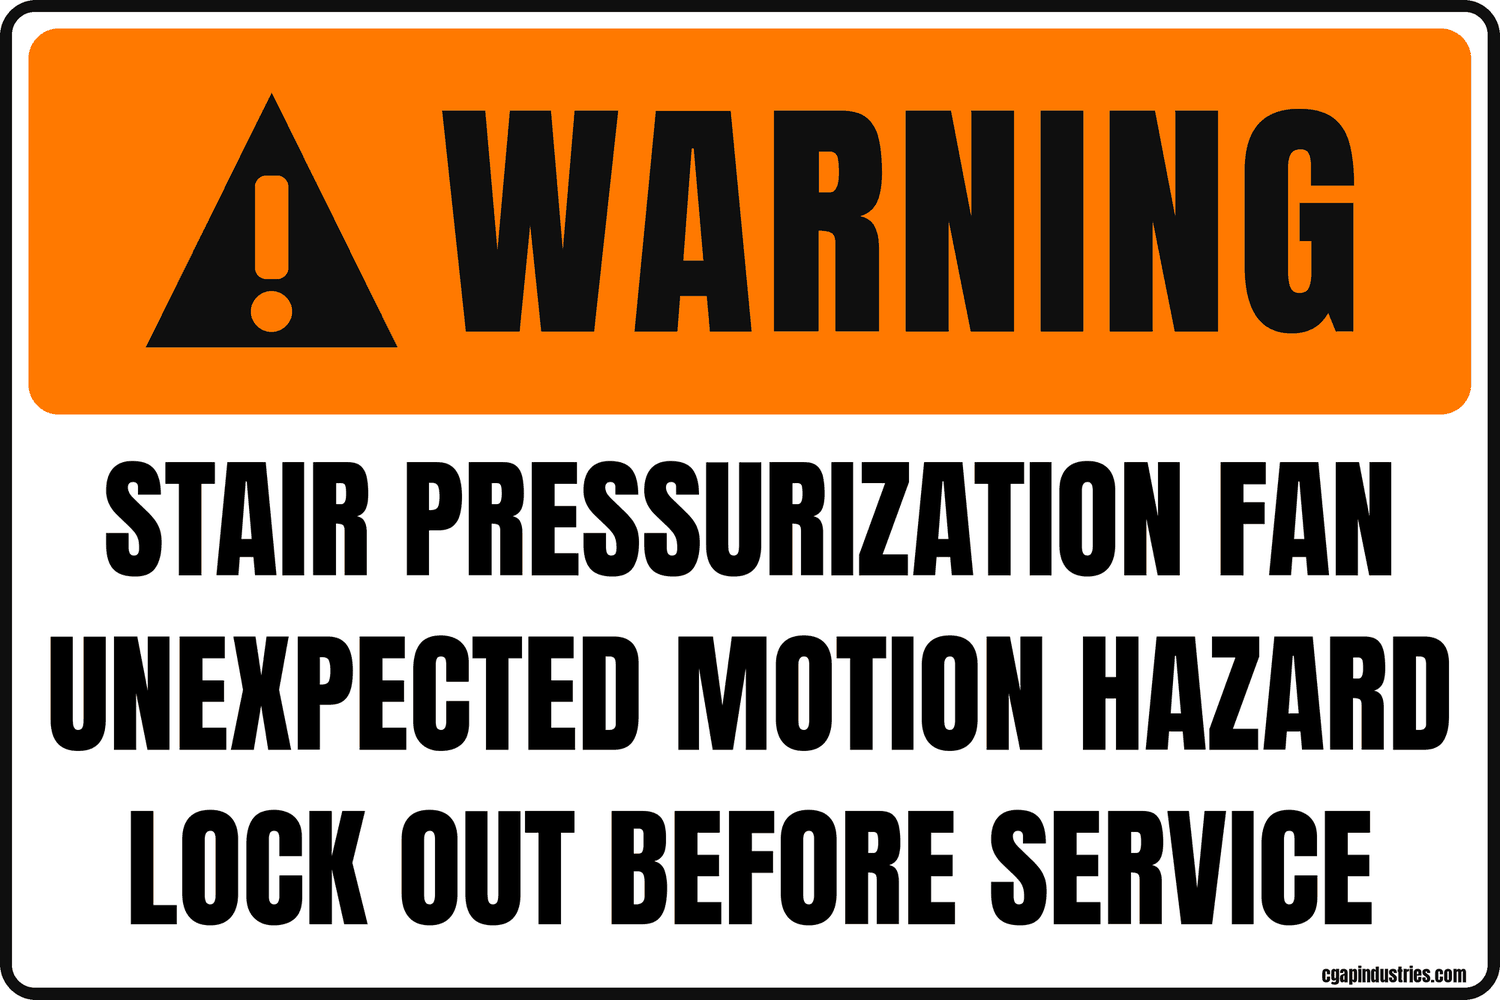 WARNING
STAIR PRESSURIZATION FAN
UNEXPECTED MOTION HAZARD
LOCK OUT BEFORE SERVICE
cgapindustries.com